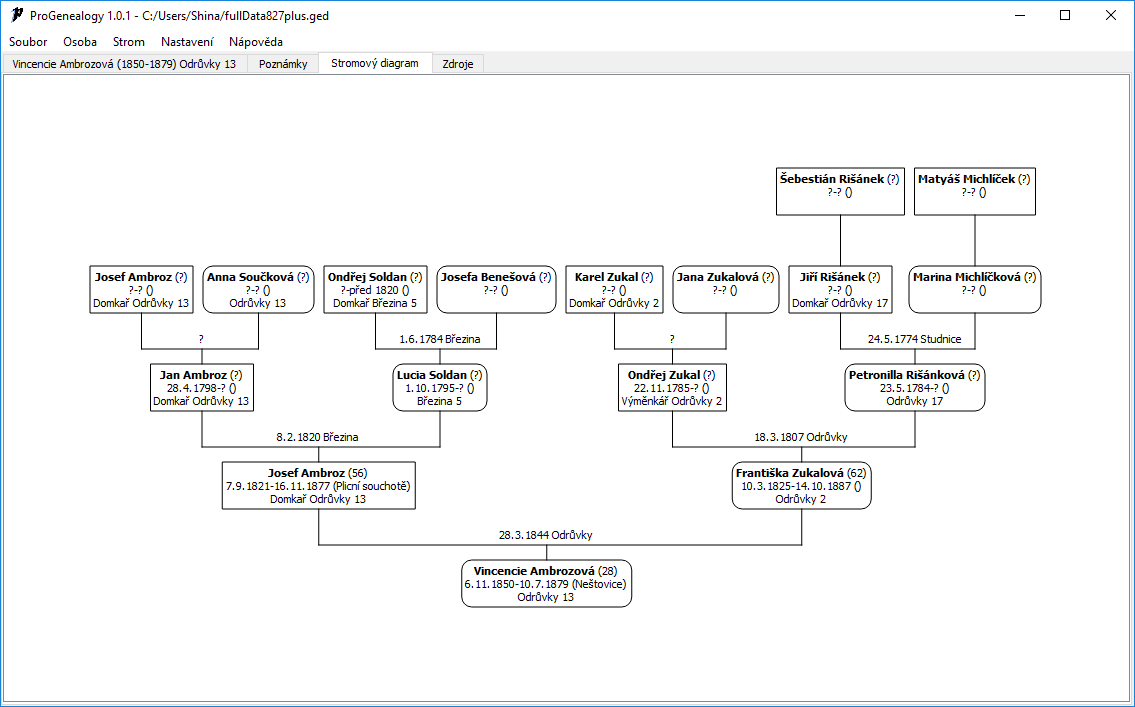 ProGenealogy 1.0.1 - C:/Users/Shina/fullData827plus.ged
Soubor Osoba Strom Nastavení Nápověda
Vincencie Ambrozová (1850-1879) Odrůvky 13 Poznámky Stromový diagram Zdroje
Šebestián Rišánek (?)
?-? ()
Matyáš Michlíček (?)
?-? ()
Josef Ambroz (?)
?-? ()
Domkař Odrůvky 13
Anna Součková (?)
?-? ()
Odrůvky 13
Ondřej Soldan (?)
?-před 1820 ()
Domkař Březina 5
Josefa Benešová (?)
?-? ()
Karel Zukal (?)
?-? ()
Domkař Odrůvky 2
Jana Zukalová (?)
?-? ()
Jiří Rišánek (?)
?-? ()
Domkař Odrůvky 17
Marina Michlíčková (?)
?-? ()
?
1.6.1784 Březina
?
24.5.1774 Studnice
Jan Ambroz (?)
28.4.1798-? ()
Domkař Odrůvky 13
Lucia Soldan (?)
1.10.1795-? ()
Březina 5
Ondřej Zukal (?)
22.11.1785-? ()
Výměnkář Odrůvky 2
Petronilla Rišánková (?)
23.5.1784-? ()
Odrůvky 17
8.2.1820 Březina
18.3.1807 Odrůvky
Josef Ambroz (56)
7.9.1821-16.11.1877 (Plicní souchotě)
Domkař Odrůvky 13
Františka Zukalová (62)
10.3.1825-14.10.1887 ()
Odrůvky 2
28.3.1844 Odrůvky
Vincencie Ambrozová (28)
6.11.1850-10.7.1879 (Neštovice)
Odrůvky 13